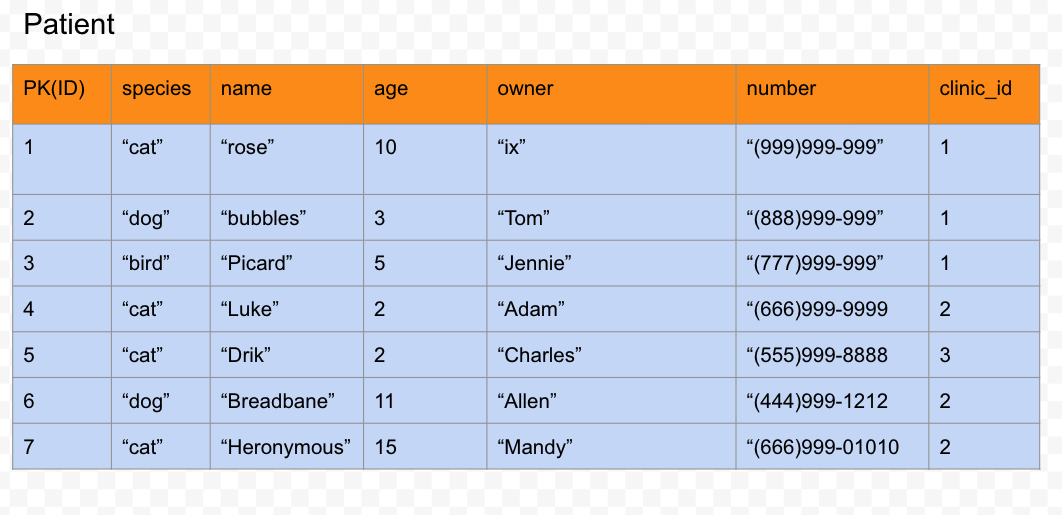 Patient
PK(ID) species name age owner number clinic_id
1 “cat” “rose” 10 “ix” “(999)999-999” 1
2 “dog” “bubbles” 3 “Tom” “(888)999-999” 1
3 “bird” “Picard” 5 “Jennie” “(777)999-999” 1
4 “cat” “Luke” 2 “Adam” “(666)999-9999 2
5 “cat” “Drik” 2 “Charles” “(555)999-8888 3
6 “dog” “Breadbane” 11 “Allen” “(444)999-1212 2
7 “cat” “Heronymous” 15 “Mandy” “(666)999-01010 2